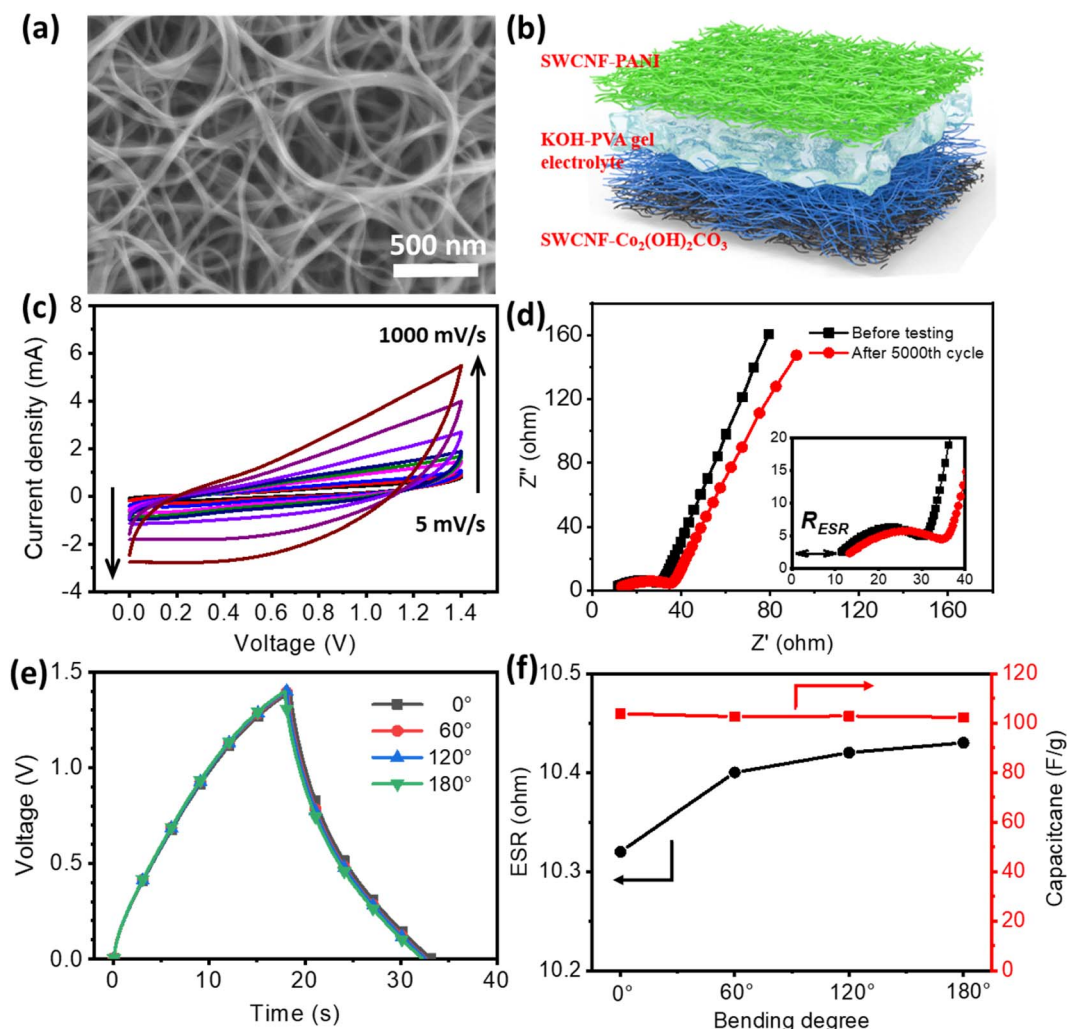 (a)
500 nm
(b)
SWCNF-PANI
KOH-PVA gel
electrolyte
SWCNF-Co₂(OH)₂CO₃
(c)
8
6
4
2
0
-2
-4
Current density (mA)
1000 mV/s
5 mV/s
0.0 0.2 0.4 0.6 0.8 1.0 1.2 1.4
Voltage (V)
(d)
160
120
80
40
0
Z" (ohm)
Before testing
After 5000th cycle
20
15
10
5
0
R_ESR
0 10 20 30 40
0 40 80 120 160
Z' (ohm)
(e)
1.5
1.0
0.5
0.0
Voltage (V)
0°
60°
120°
180°
0 10 20 30 40
Time (s)
(f)
10.5
10.4
10.3
10.2
ESR (ohm)
120
100
80
60
40
20
0
Capacitcane (F/g)
0° 60° 120° 180°
Bending degree